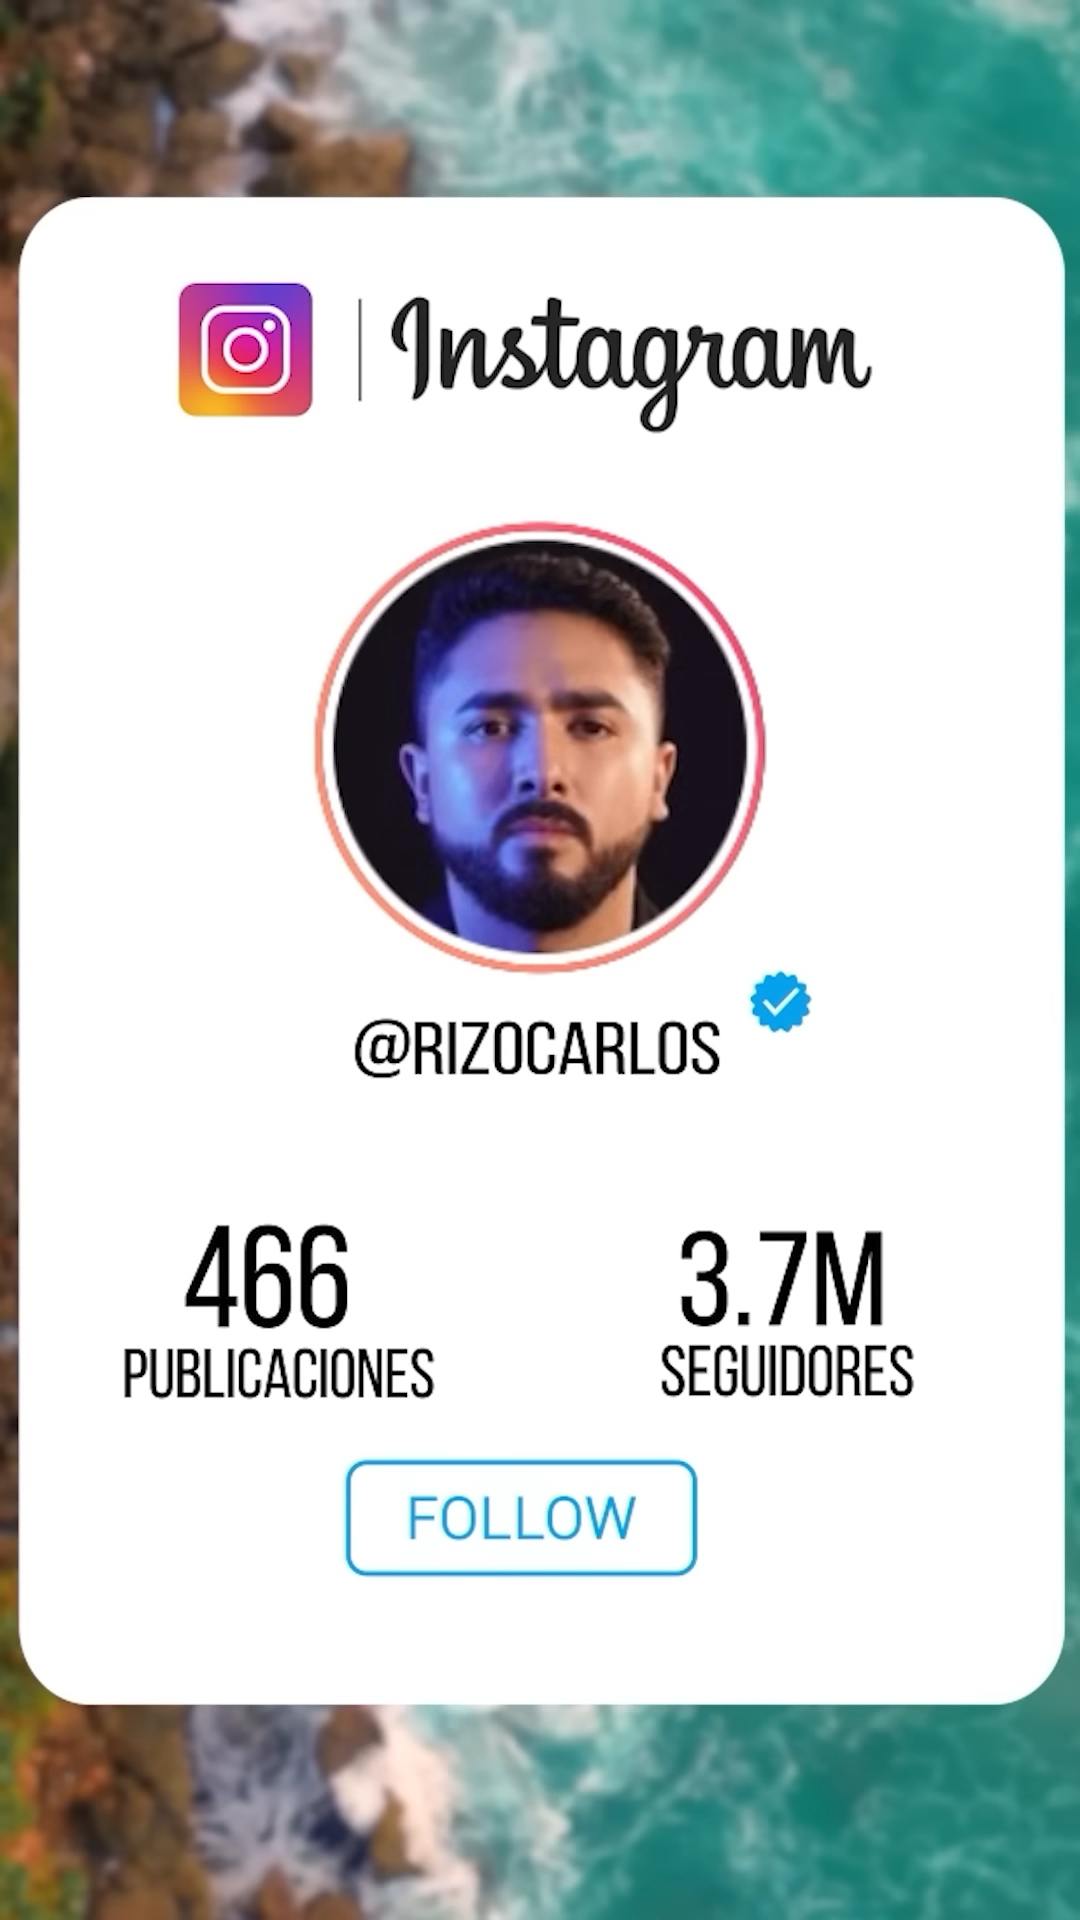 Instagram
@RIZOCARLOS
466
PUBLICACIONES
3.7M
SEGUIDORES
FOLLOW